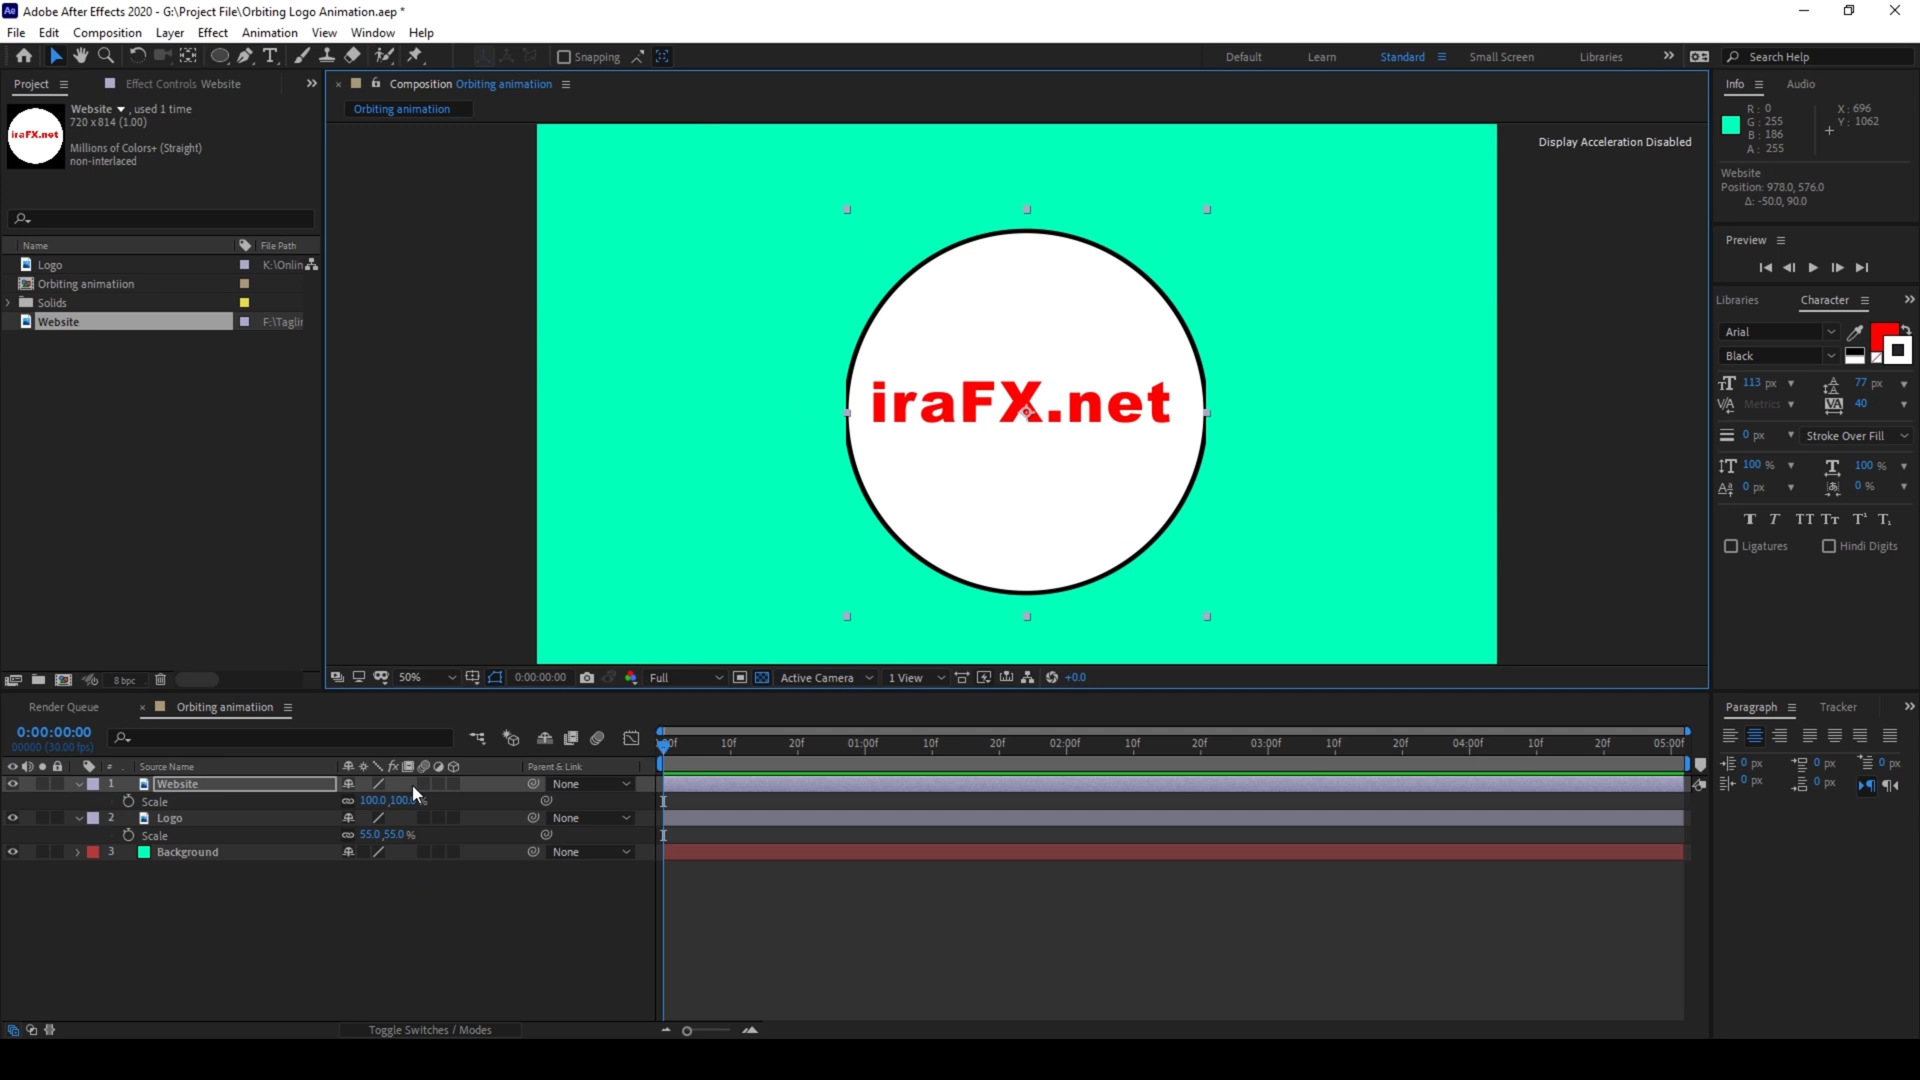 Ae Adobe After Effects 2020 - G:\Project File\Orbiting Logo Animation.aep *
File Edit Composition Layer Effect Animation View Window Help
Snapping
Default Learn Standard Small Screen Libraries Search Help
Project Effect Controls Website
Composition Orbiting animatiion
Info Audio
Orbiting animatiion
Website , used 1 time
720 x 814 (1.00)
Millions of Colors+ (Straight)
non-interlaced
iraFX.net
R : 0
G : 255
B : 186
A : 255
X : 696
Y : 1062
Display Acceleration Disabled
Website
Position: 978.0, 576.0
Δ: -50.0, 90.0
Preview
Name File Path
Logo K:\Onlin
Orbiting animatiion
Solids
Website F:\Taglir
iraFX.net
Libraries Character
Arial
Black
113 px 77 px
Metrics 40
0 px Stroke Over Fill
100 % 100 %
0 px 0 %
T T TT Tт T¹ T₁
Ligatures Hindi Digits
8 bpc
50% 0:00:00:00 Full Active Camera 1 View +0.0
Render Queue Orbiting animatiion
Paragraph Tracker
0:00:00:00
00000 (30.00 fps)
10f 20f 01:00f 10f 20f 02:00f 10f 20f 03:00f 10f 20f 04:00f 10f 20f 05:00f
# Source Name Parent & Link
1 Website None
Scale 100.0 ,100.0 %
2 Logo None
Scale 55.0 ,55.0 %
3 Background None
0 px 0 px 0 px
0 px 0 px
Toggle Switches / Modes